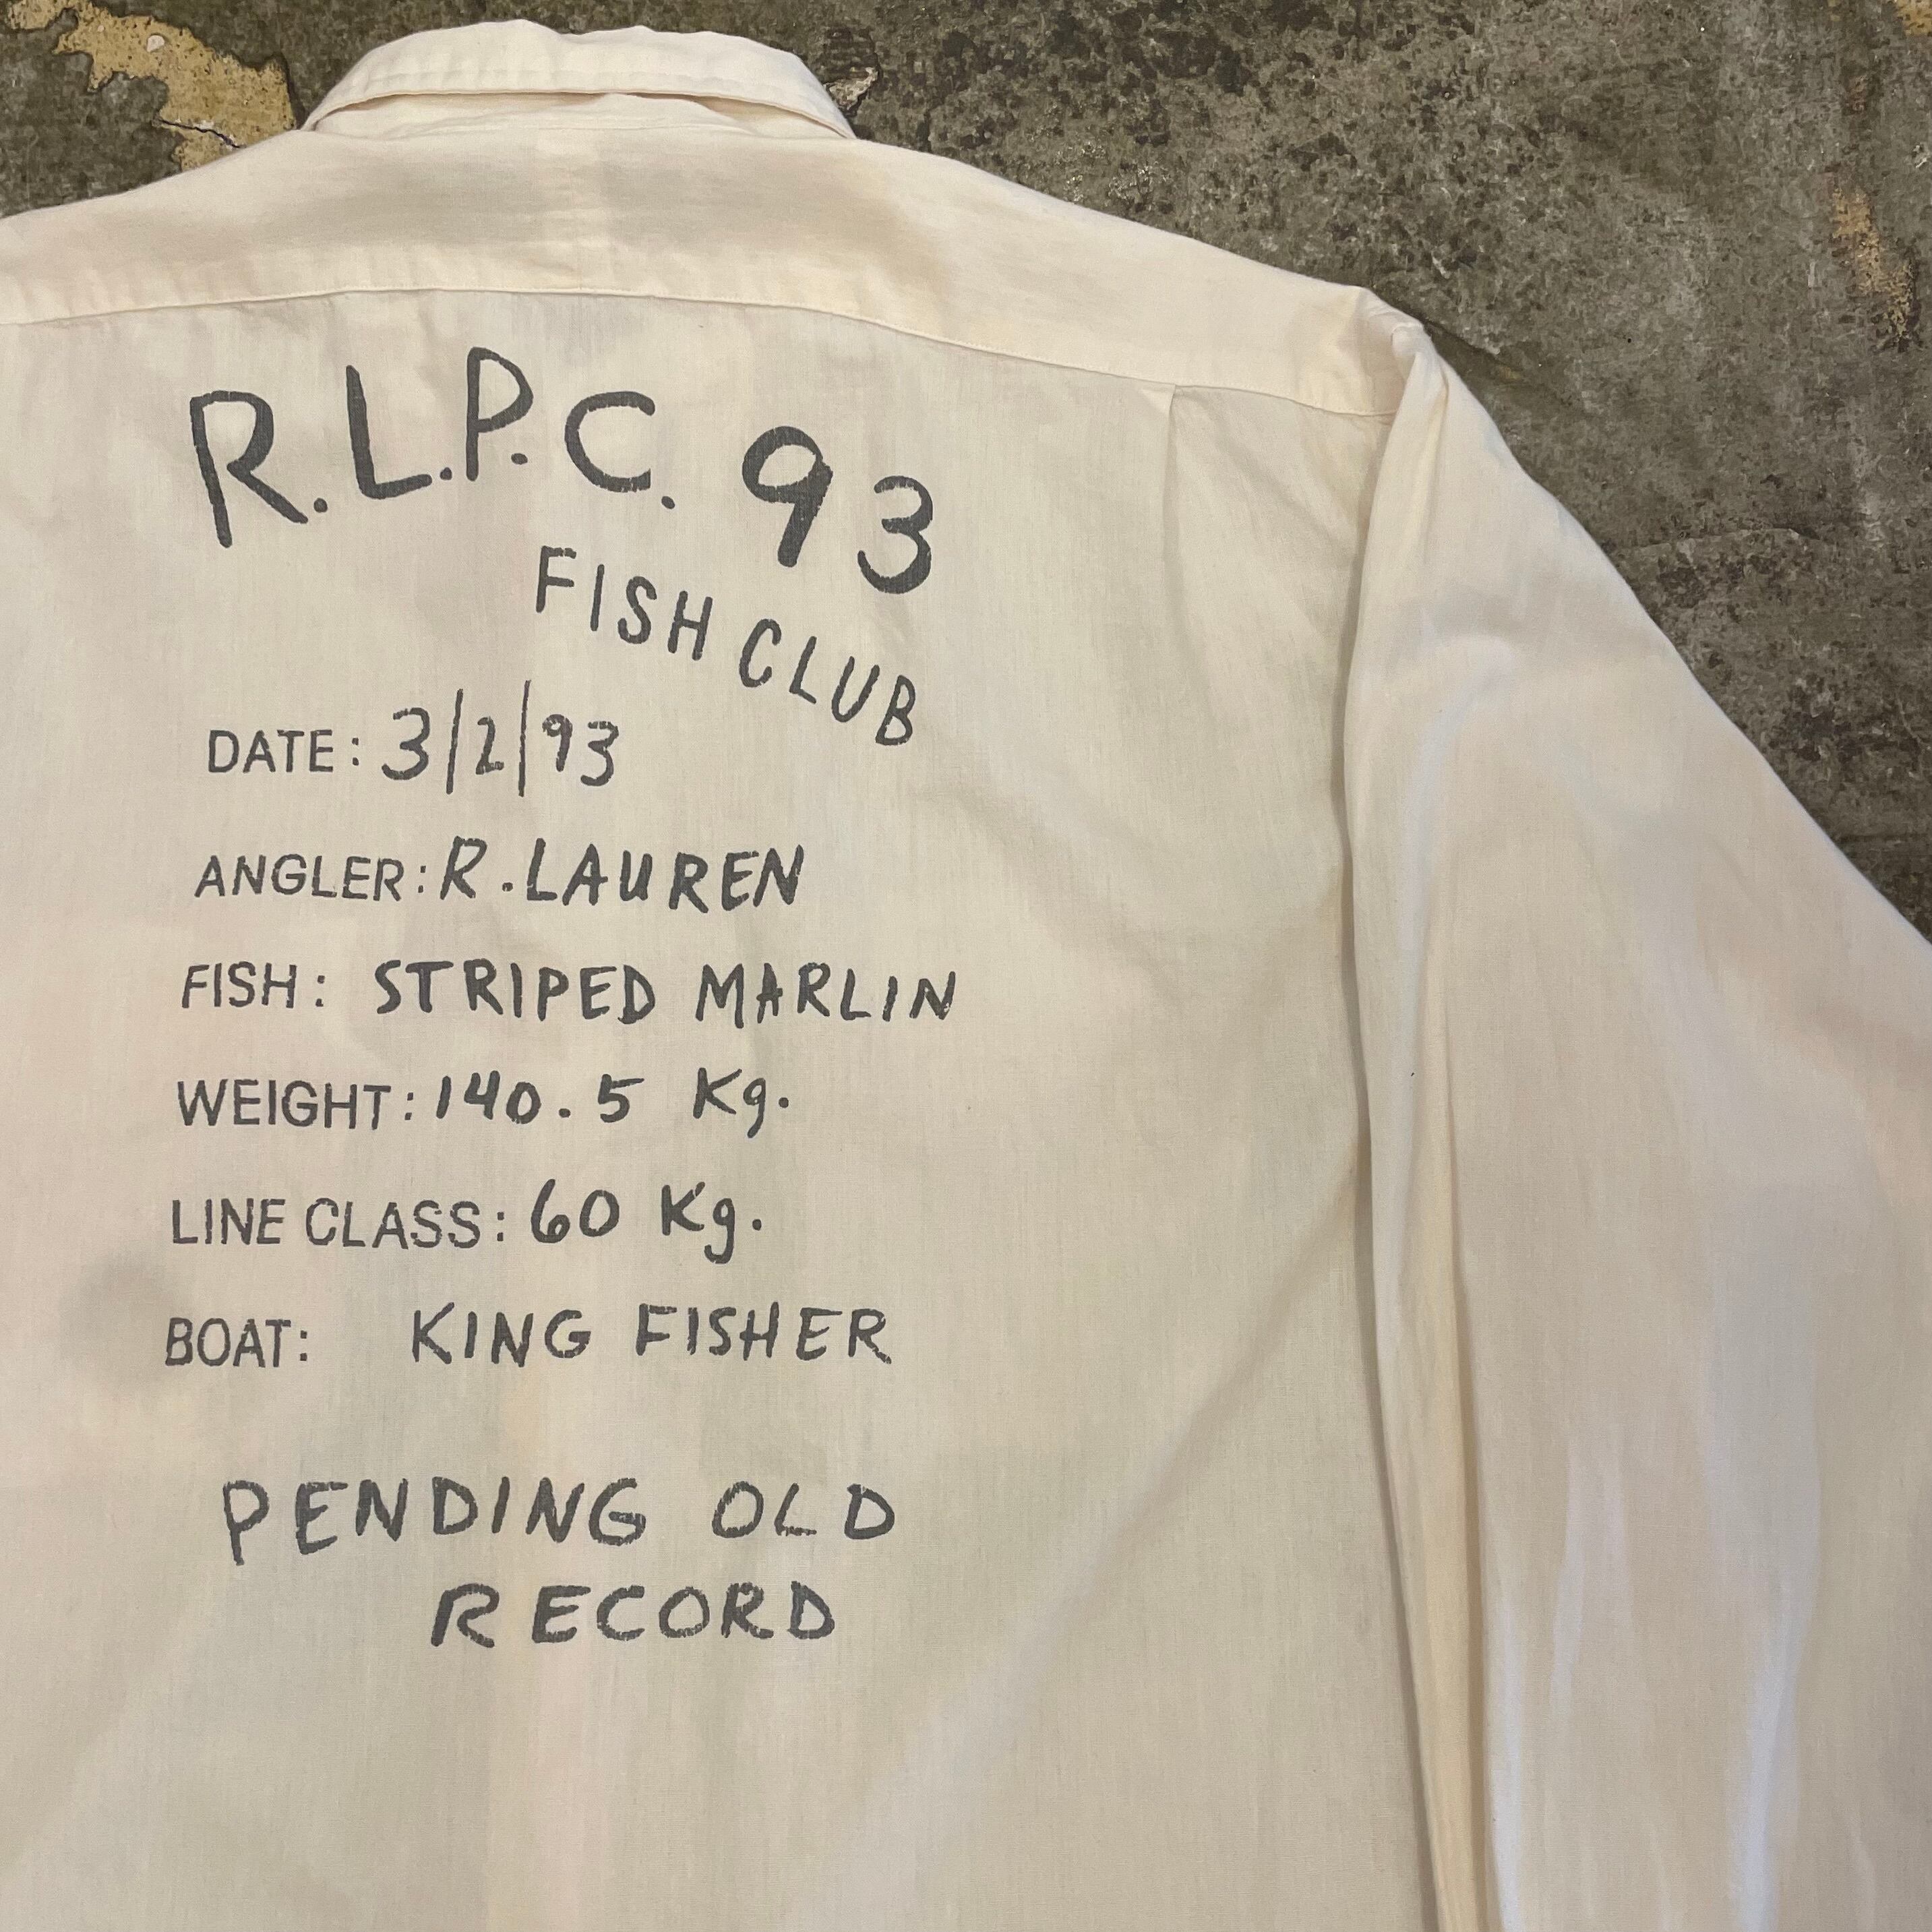 R.L.P.C. 93
FISH CLUB
DATE: 3/2/93
ANGLER: R. LAUREN
FISH: STRIPED MARLIN
WEIGHT: 140.5 Kg.
LINE CLASS: 60 Kg.
BOAT: KING FISHER
PENDING OLD
RECORD